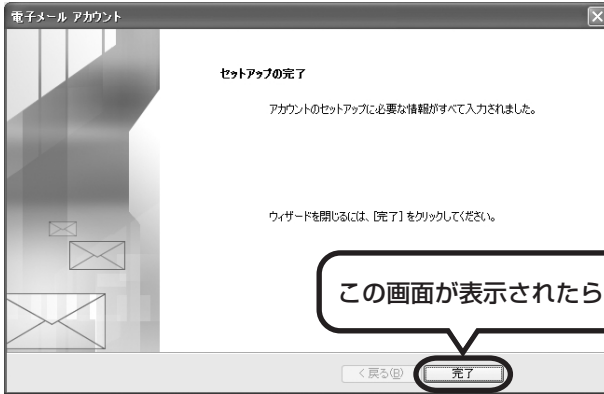 電子メール アカウント
セットアップの完了
アカウントのセットアップに必要な情報がすべて入力されました。
ウィザードを閉じるには、[完了] をクリックしてください。
この画面が表示されたら
< 戻る(B)
完了